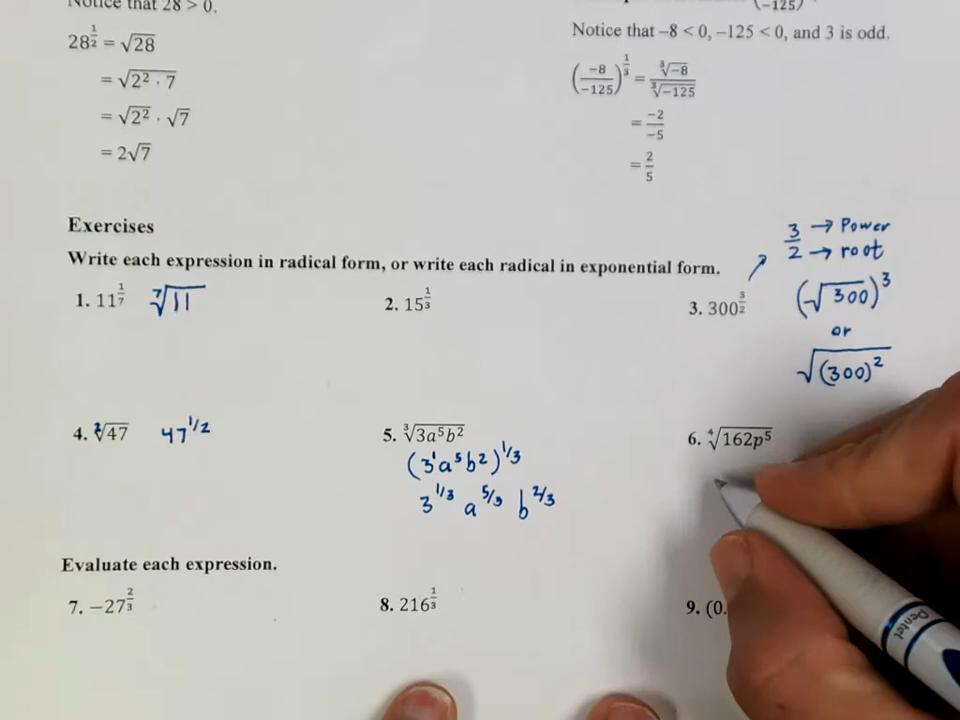 Notice that 28 > 0.
28^{1/2} = √28
= √(2² · 7)
= √2² · √7
= 2√7
(-125)
Notice that −8 < 0, −125 < 0, and 3 is odd.
(−8/−125)^{1/3} = ∛−8/∛−125
= −2/−5
= 2/5
Exercises
Write each expression in radical form, or write each radical in exponential form.
3/2 → Power → root
1. 11^{1/7} ⁷√11
2. 15^{1/3}
3. 300^{3/2}
(√300)³
or
√(300)²
4. ²√47 47^{1/2}
5. ∛3a⁵b²
(3¹a⁵b²)^{1/3}
3^{1/3} a^{5/3} b^{2/3}
6. ⁴√162p⁵
Evaluate each expression.
7. −27^{2/3}
8. 216^{1/3}
9. (0.
Pentel